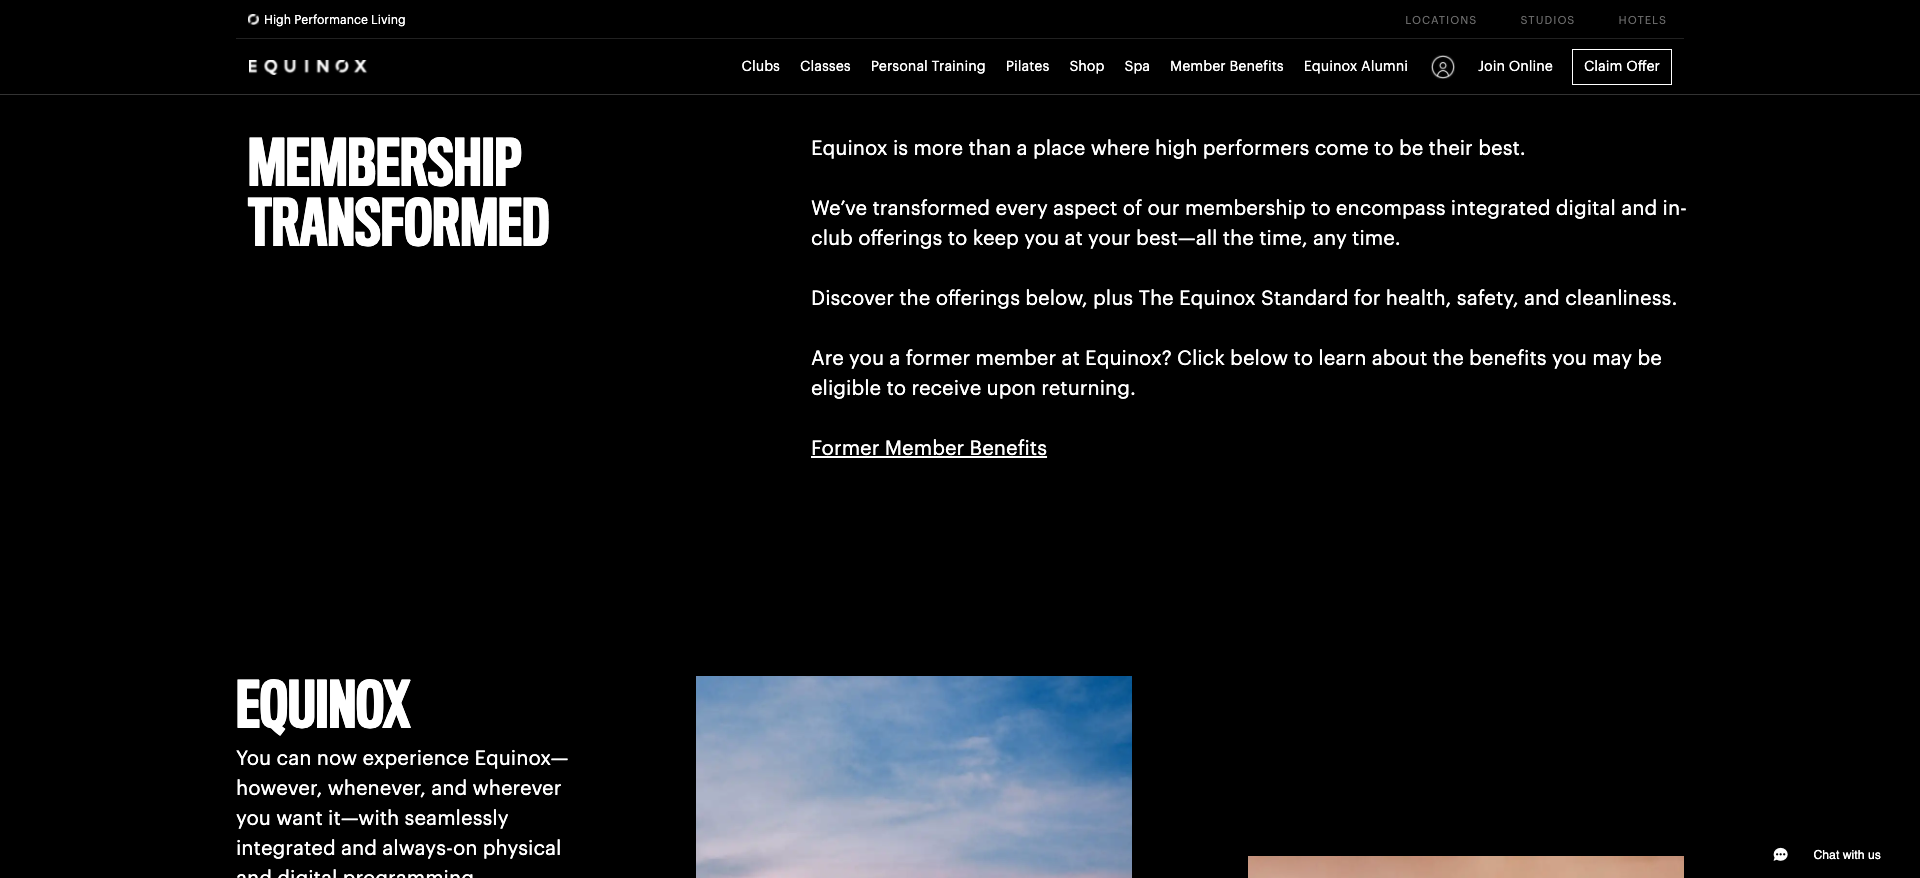 High Performance Living
LOCATIONS STUDIOS HOTELS
EQUINOX
Clubs Classes Personal Training Pilates Shop Spa Member Benefits Equinox Alumni Join Online Claim Offer
MEMBERSHIP
TRANSFORMED
Equinox is more than a place where high performers come to be their best.
We’ve transformed every aspect of our membership to encompass integrated digital and in-
club offerings to keep you at your best—all the time, any time.
Discover the offerings below, plus The Equinox Standard for health, safety, and cleanliness.
Are you a former member at Equinox? Click below to learn about the benefits you may be
eligible to receive upon returning.
Former Member Benefits
EQUINOX
You can now experience Equinox—
however, whenever, and wherever
you want it—with seamlessly
integrated and always-on physical
and digital programming
Chat with us